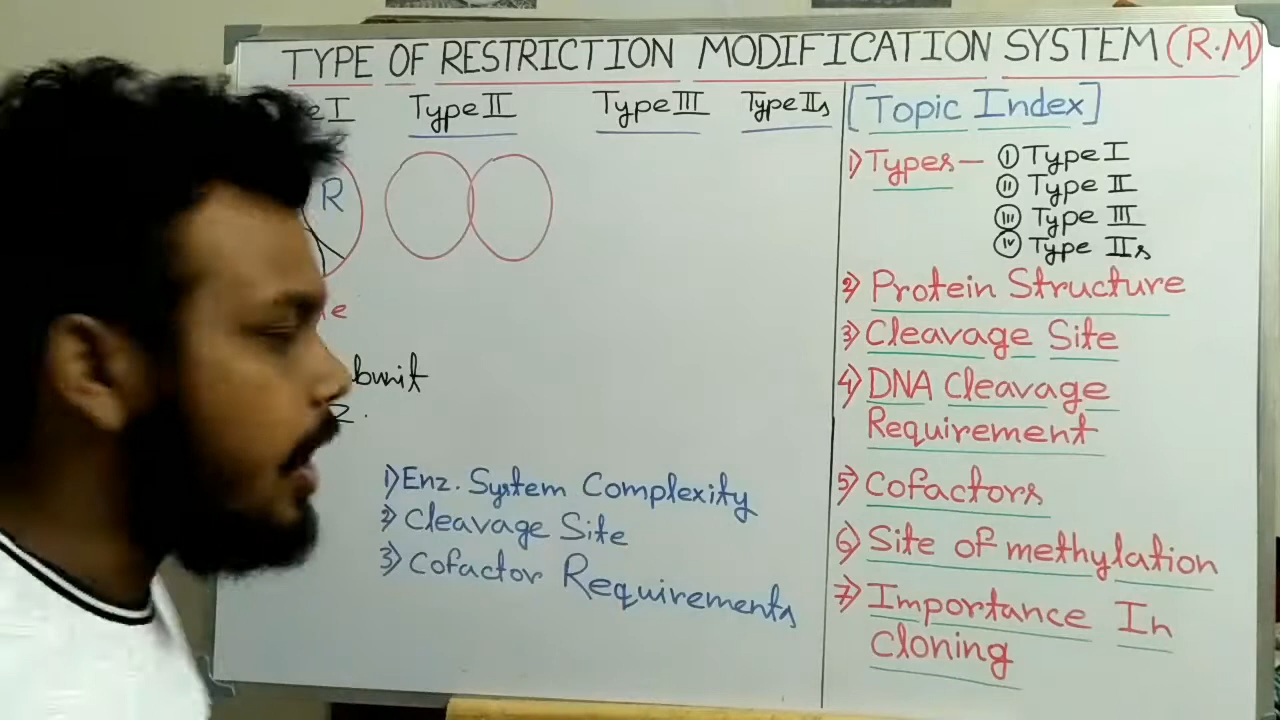 TYPE OF RESTRICTION MODIFICATION SYSTEM (R.M)
e I Type II Type III Type IIs
R
e
bunit
2.
1) Enz. System Complexity
2) Cleavage Site
3) Cofactor Requirements
[Topic Index]
1) Types – (I) Type I
(II) Type II
(III) Type III
(IV) Type IIs
2) Protein Structure
3) Cleavage Site
4) DNA Cleavage
Requirement
5) Cofactors
6) Site of methylation
7) Importance In
Cloning